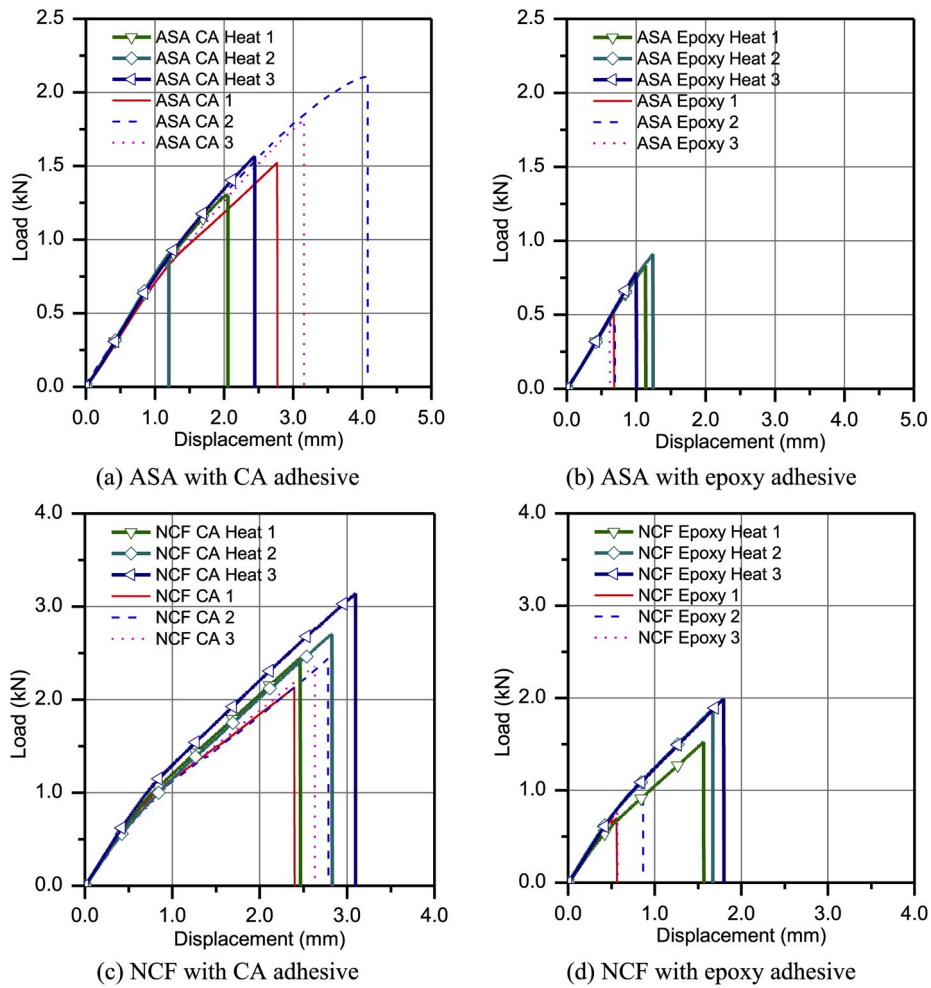 2.5
2.0
1.5
1.0
0.5
0.0
Load (kN)
ASA CA Heat 1
ASA CA Heat 2
ASA CA Heat 3
ASA CA 1
ASA CA 2
ASA CA 3
0.0 1.0 2.0 3.0 4.0 5.0
Displacement (mm)
(a) ASA with CA adhesive
2.5
2.0
1.5
1.0
0.5
0.0
Load (kN)
ASA Epoxy Heat 1
ASA Epoxy Heat 2
ASA Epoxy Heat 3
ASA Epoxy 1
ASA Epoxy 2
ASA Epoxy 3
0.0 1.0 2.0 3.0 4.0 5.0
Displacement (mm)
(b) ASA with epoxy adhesive
4.0
3.0
2.0
1.0
0.0
Load (kN)
NCF CA Heat 1
NCF CA Heat 2
NCF CA Heat 3
NCF CA 1
NCF CA 2
NCF CA 3
0.0 1.0 2.0 3.0 4.0
Displacement (mm)
(c) NCF with CA adhesive
4.0
3.0
2.0
1.0
0.0
Load (kN)
NCF Epoxy Heat 1
NCF Epoxy Heat 2
NCF Epoxy Heat 3
NCF Epoxy 1
NCF Epoxy 2
NCF Epoxy 3
0.0 1.0 2.0 3.0 4.0
Displacement (mm)
(d) NCF with epoxy adhesive